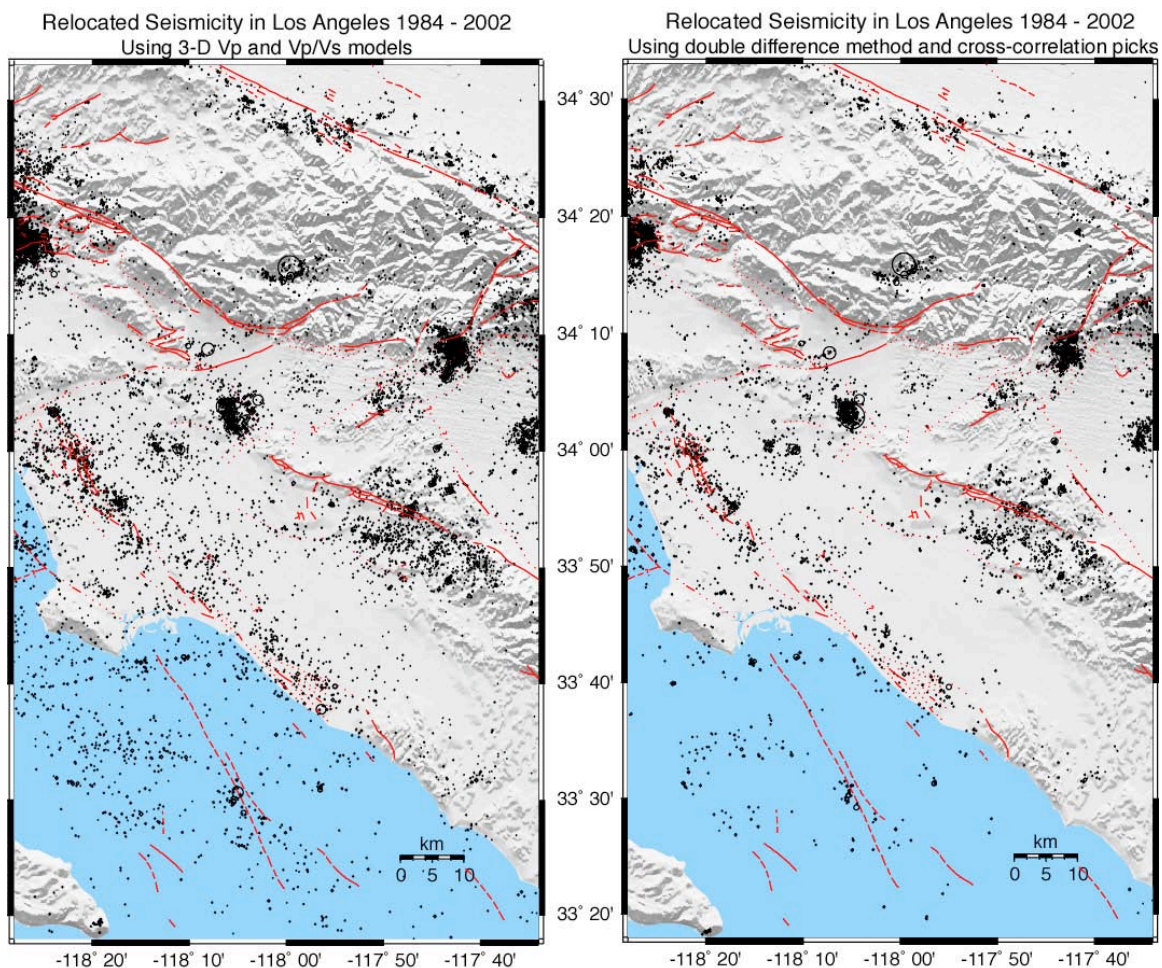 Relocated Seismicity in Los Angeles 1984 - 2002
Using 3-D Vp and Vp/Vs models
Relocated Seismicity in Los Angeles 1984 - 2002
Using double difference method and cross-correlation picks
34° 30'
34° 20'
34° 10'
34° 00'
33° 50'
33° 40'
33° 30'
33° 20'
km
0 5 10
km
0 5 10
-118° 20' -118° 10' -118° 00' -117° 50' -117° 40'
-118° 20' -118° 10' -118° 00' -117° 50' -117° 40'